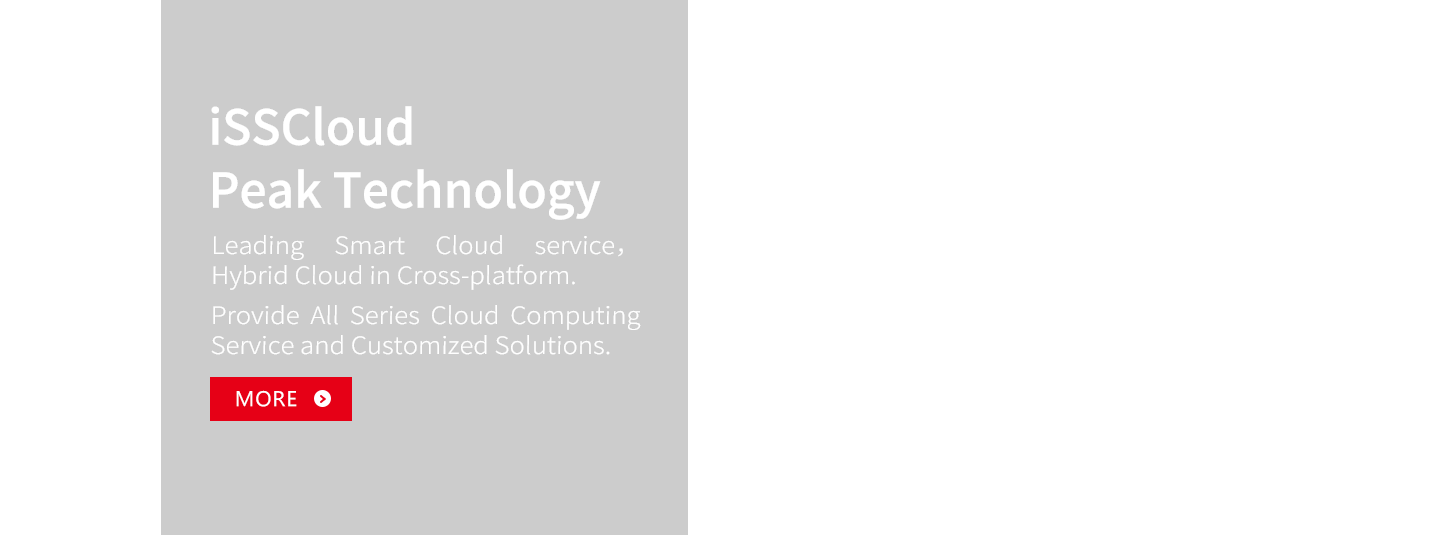 iSSCloud
Peak Technology
Leading Smart Cloud service，
Hybrid Cloud in Cross-platform.
Provide All Series Cloud Computing
Service and Customized Solutions.
MORE